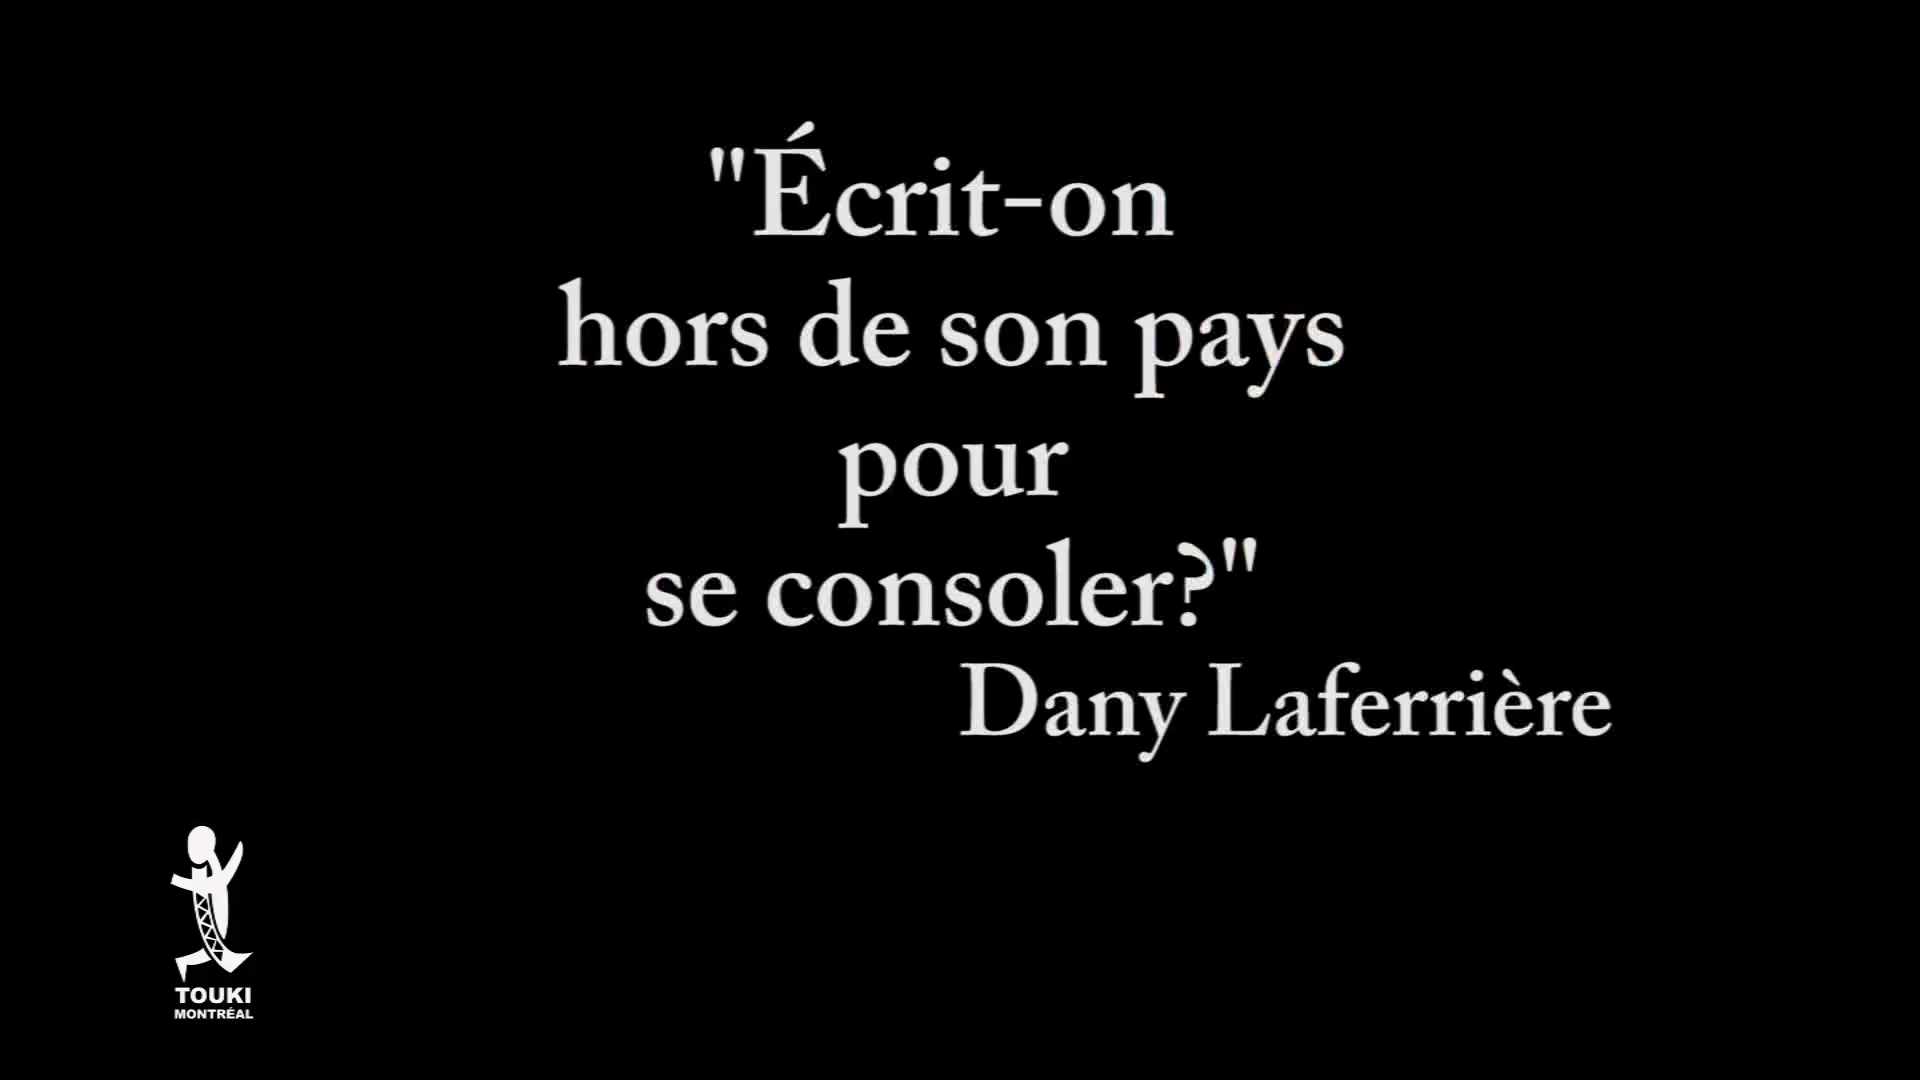 "Écrit-on
hors de son pays
pour
se consoler?"
Dany Laferrière
TOUKI
MONTRÉAL